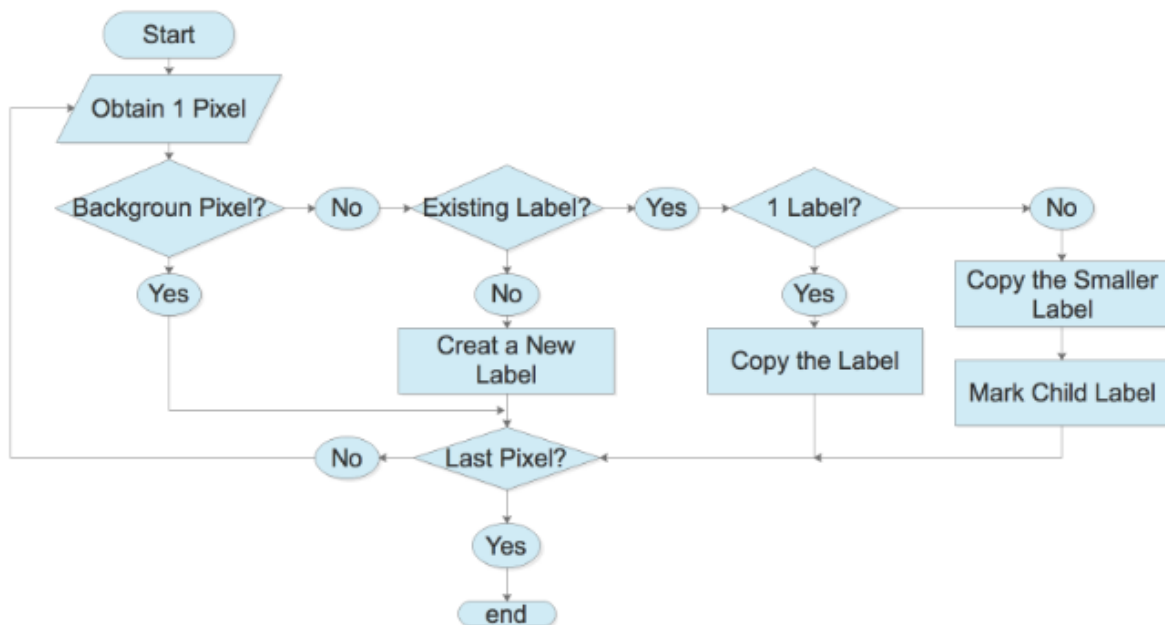 Start
Obtain 1 Pixel
Backgroun Pixel?
No
Existing Label?
Yes
1 Label?
No
Yes
No
Yes
Copy the Smaller
Label
Creat a New
Label
Copy the Label
Mark Child Label
No
Last Pixel?
Yes
end